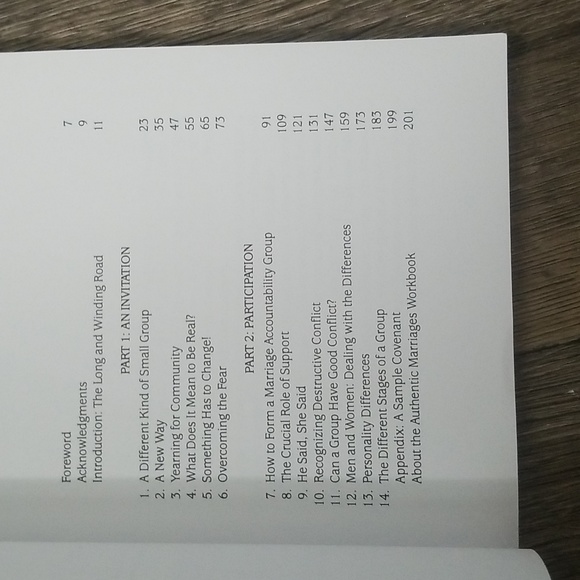 Foreword 7
Acknowledgments 9
Introduction: The Long and Winding Road 11
PART 1: AN INVITATION
1. A Different Kind of Small Group 23
2. A New Way 35
3. Yearning for Community 47
4. What Does It Mean to Be Real? 55
5. Something Has to Change! 65
6. Overcoming the Fear 73
PART 2: PARTICIPATION
7. How to Form a Marriage Accountability Group 91
8. The Crucial Role of Support 109
9. He Said, She Said 121
10. Recognizing Destructive Conflict 131
11. Can a Group Have Good Conflict? 147
12. Men and Women: Dealing with the Differences 159
13. Personality Differences 173
14. The Different Stages of a Group 183
Appendix: A Sample Covenant 199
About the Authentic Marriages Workbook 201